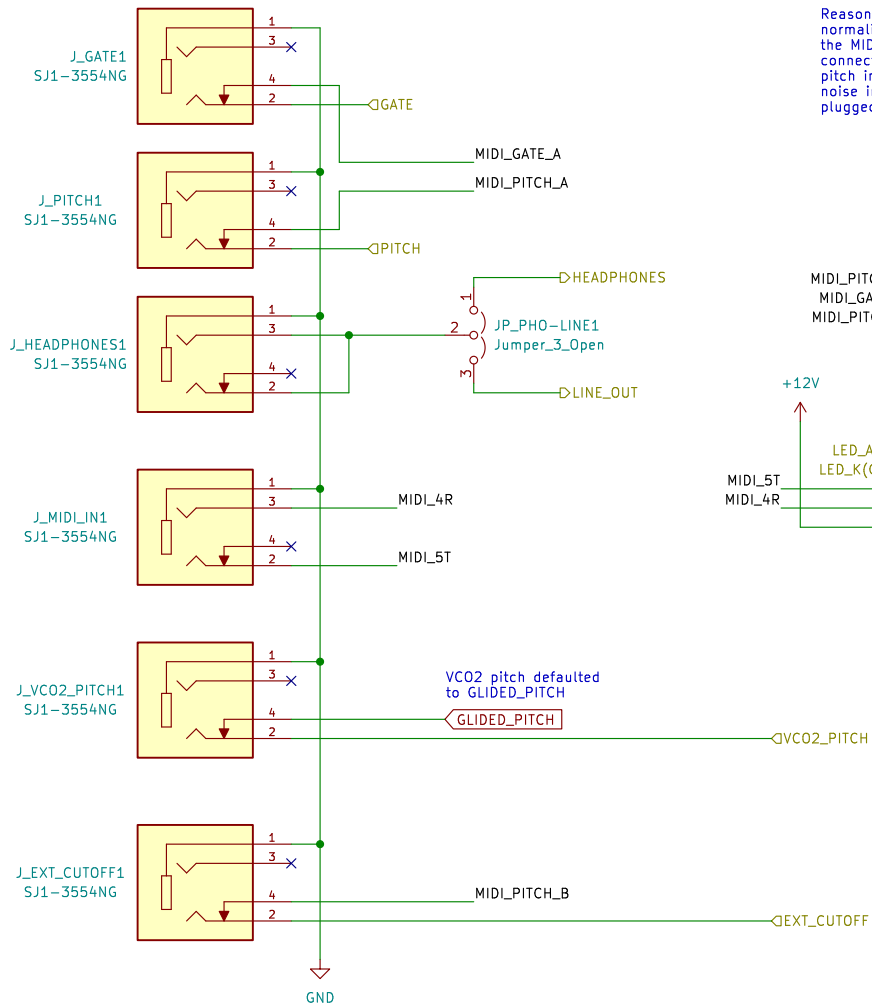 J_GATE1
SJ1-3554NG
1
3
4
2
GATE
MIDI_GATE_A
J_PITCH1
SJ1-3554NG
1
3
4
2
MIDI_PITCH_A
PITCH
J_HEADPHONES1
SJ1-3554NG
1
3
4
2
HEADPHONES
1
2
3
JP_PHO-LINE1
Jumper_3_Open
LINE_OUT
J_MIDI_IN1
SJ1-3554NG
1
3
4
2
MIDI_4R
MIDI_5T
J_VCO2_PITCH1
SJ1-3554NG
1
3
4
2
VCO2 pitch defaulted
to GLIDED_PITCH
GLIDED_PITCH
VCO2_PITCH
J_EXT_CUTOFF1
SJ1-3554NG
1
3
4
2
MIDI_PITCH_B
EXT_CUTOFF
GND
Reason
normali
the MID
connect
pitch in
noise in
plugged
MIDI_PITC
MIDI_GA
MIDI_PITC
+12V
LED_A
LED_K(
MIDI_5T
MIDI_4R